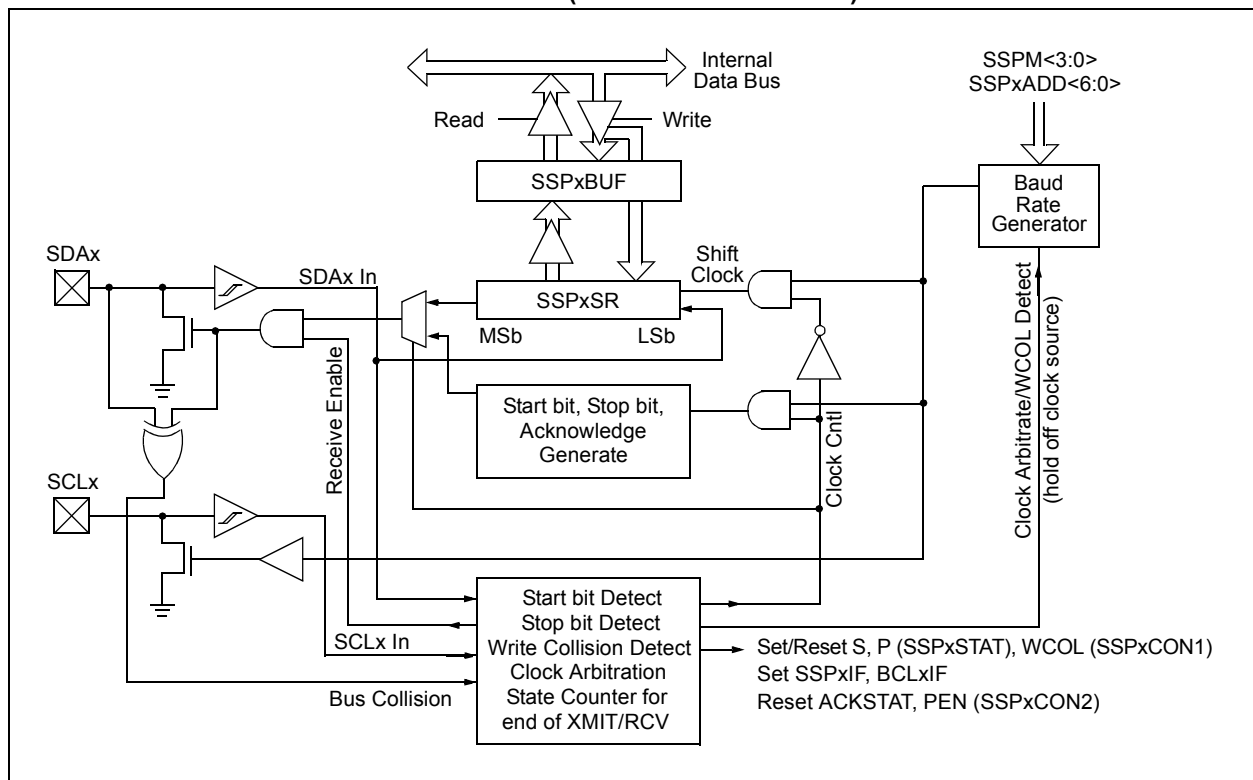 Internal
Data Bus
SSPM<3:0>
SSPxADD<6:0>
Read
Write
SSPxBUF
Baud
Rate
Generator
SDAx
SDAx In
Shift
Clock
SSPxSR
MSb
LSb
Clock Arbitrate/WCOL Detect
(hold off clock source)
Start bit, Stop bit,
Acknowledge
Generate
Receive Enable
Clock Cntl
SCLx
SCLx In
Bus Collision
Start bit Detect
Stop bit Detect
Write Collision Detect
Clock Arbitration
State Counter for
end of XMIT/RCV
Set/Reset S, P (SSPxSTAT), WCOL (SSPxCON1)
Set SSPxIF, BCLxIF
Reset ACKSTAT, PEN (SSPxCON2)